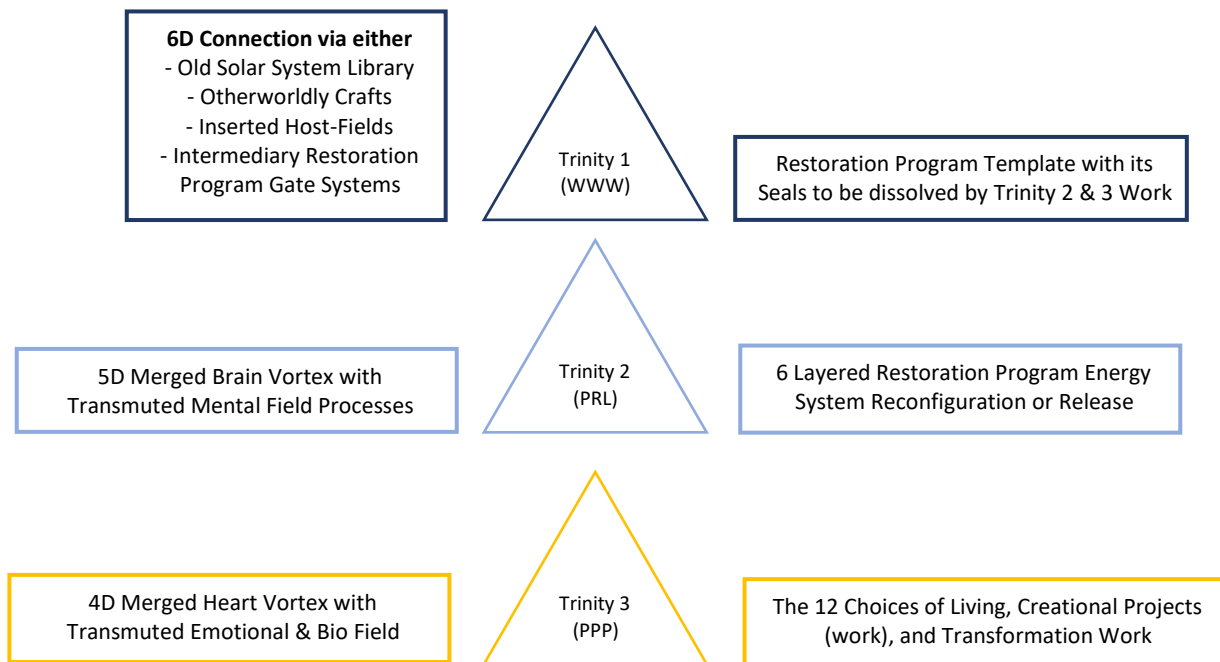 6D Connection via either
- Old Solar System Library
- Otherworldly Crafts
- Inserted Host-Fields
- Intermediary Restoration
Program Gate Systems
Trinity 1
(WWW)
Restoration Program Template with its
Seals to be dissolved by Trinity 2 & 3 Work
5D Merged Brain Vortex with
Transmuted Mental Field Processes
Trinity 2
(PRL)
6 Layered Restoration Program Energy
System Reconfiguration or Release
4D Merged Heart Vortex with
Transmuted Emotional & Bio Field
Trinity 3
(PPP)
The 12 Choices of Living, Creational Projects
(work), and Transformation Work